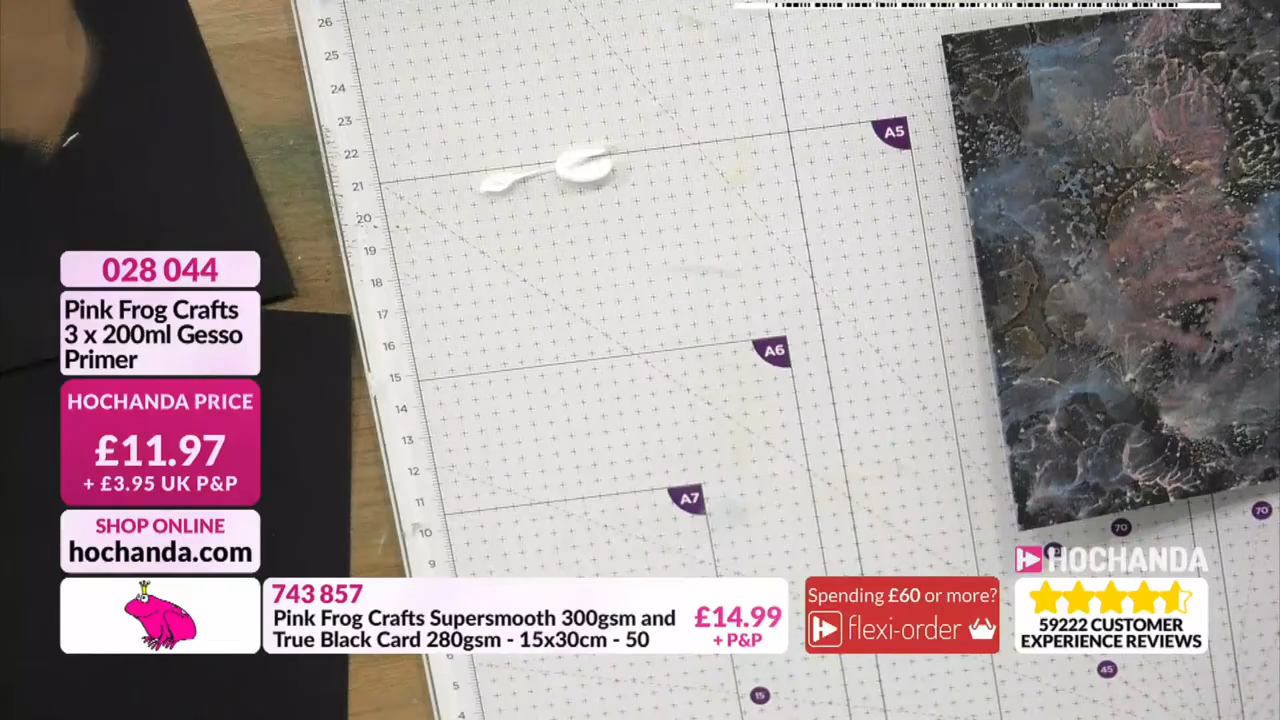 26
25
24
23
22
21
20
19
18
17
16
15
14
13
12
11
10
9
6
5
4
A5
A6
A7
70
70
45
15
028 044
Pink Frog Crafts
3 x 200ml Gesso
Primer
HOCHANDA PRICE
£11.97
+ £3.95 UK P&P
SHOP ONLINE
hochanda.com
743 857
Pink Frog Crafts Supersmooth 300gsm and
True Black Card 280gsm - 15x30cm - 50
£14.99
+ P&P
Spending £60 or more?
flexi-order
HOCHANDA
59222 CUSTOMER
EXPERIENCE REVIEWS